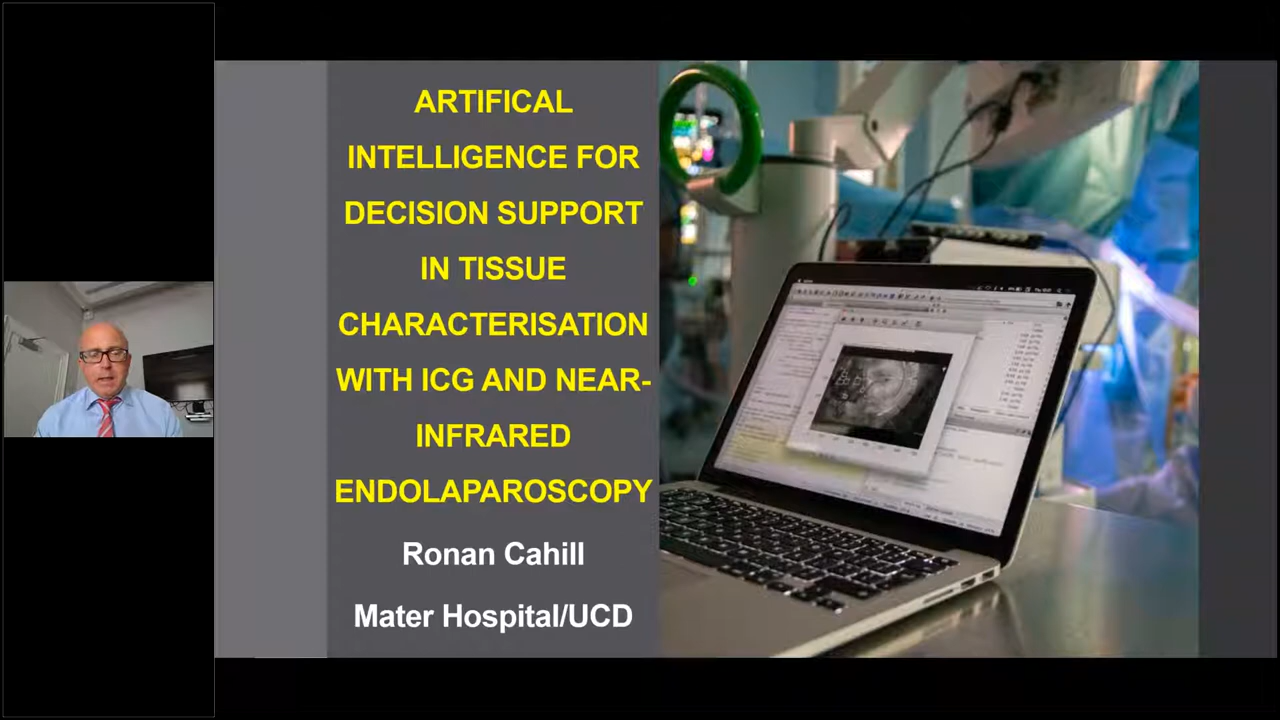 ARTIFICAL
INTELLIGENCE FOR
DECISION SUPPORT
IN TISSUE
CHARACTERISATION
WITH ICG AND NEAR-
INFRARED
ENDOLAPAROSCOPY
Ronan Cahill
Mater Hospital/UCD